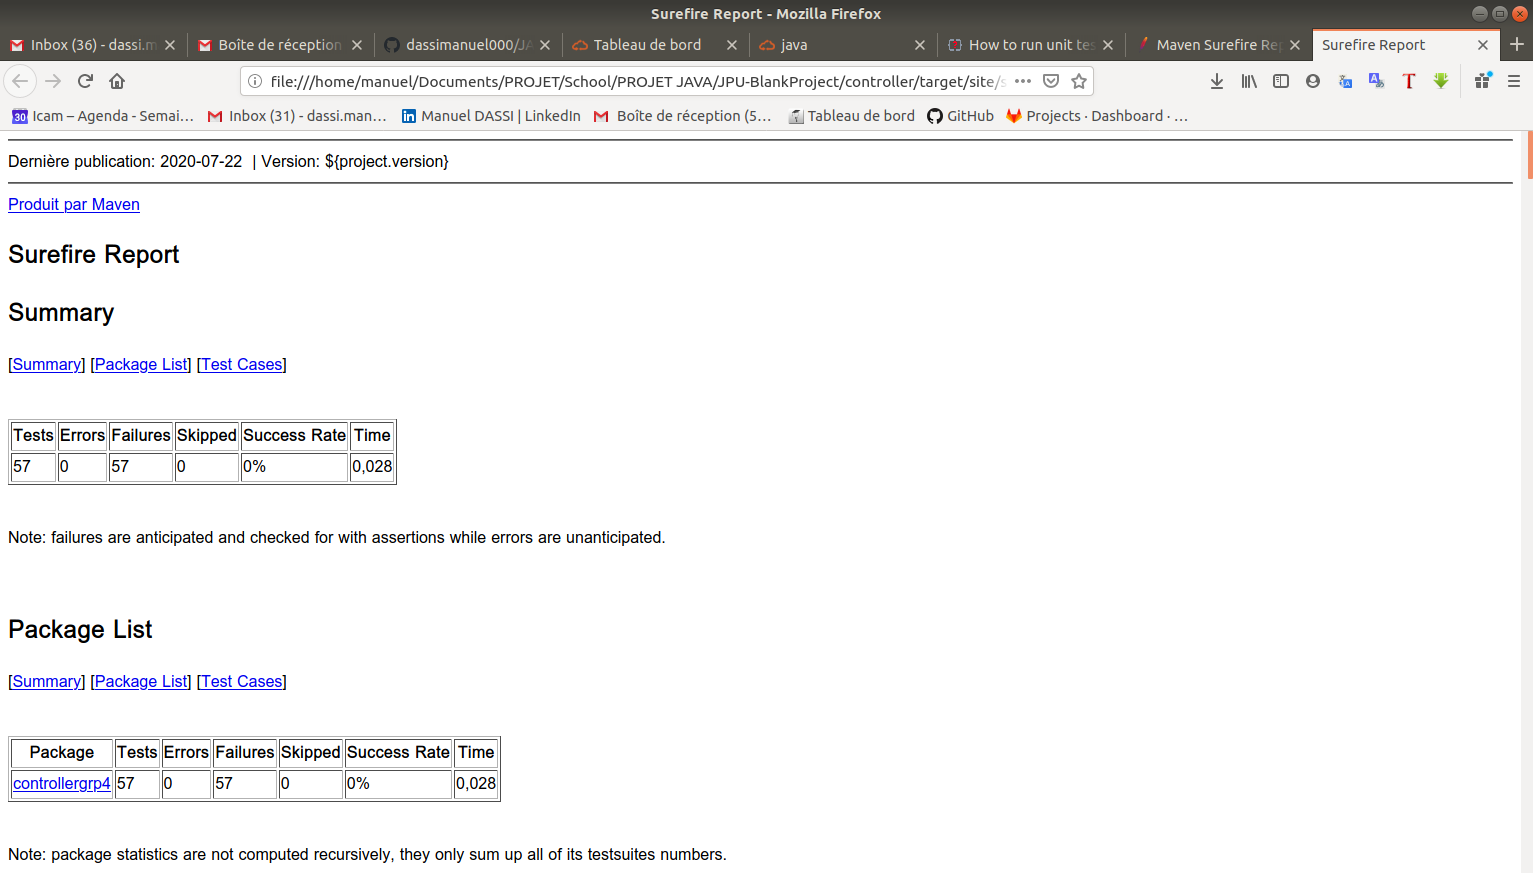 Surefire Report - Mozilla Firefox
Inbox (36) - dassi.m
Boîte de réception
dassimanuel000/JA
Tableau de bord
java
How to run unit tes
Maven Surefire Rep
Surefire Report
file:///home/manuel/Documents/PROJET/School/PROJET JAVA/JPU-BlankProject/controller/target/site/s
30 Icam – Agenda - Semai…
Inbox (31) - dassi.man…
Manuel DASSI | LinkedIn
Boîte de réception (5…
Tableau de bord
GitHub
Projects · Dashboard · …
Dernière publication: 2020-07-22 | Version: ${project.version}
Produit par Maven
Surefire Report
Summary
[Summary] [Package List] [Test Cases]
Tests Errors Failures Skipped Success Rate Time
57 0 57 0 0% 0,028
Note: failures are anticipated and checked for with assertions while errors are unanticipated.
Package List
[Summary] [Package List] [Test Cases]
Package Tests Errors Failures Skipped Success Rate Time
controllergrp4 57 0 57 0 0% 0,028
Note: package statistics are not computed recursively, they only sum up all of its testsuites numbers.